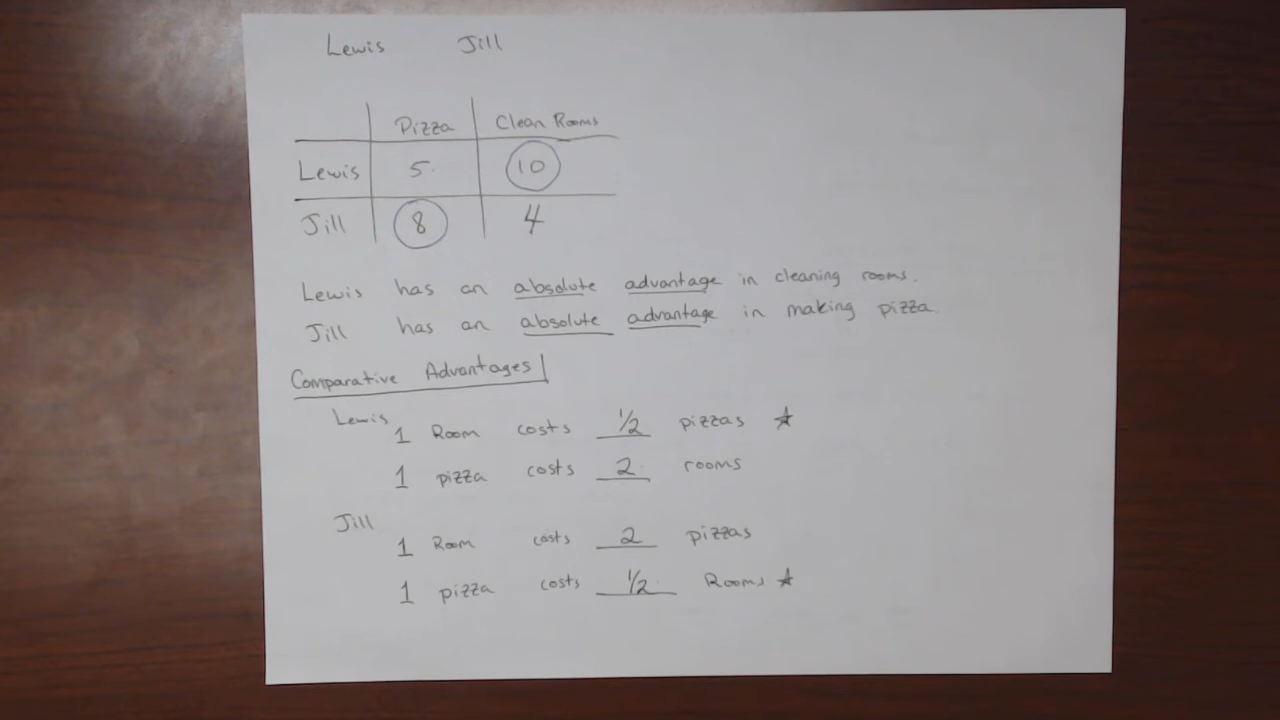 Lewis Jill
Pizza Clean Rooms
Lewis 5 10
Jill 8 4
Lewis has an absolute advantage in cleaning rooms.
Jill has an absolute advantage in making pizza.
Comparative Advantages
Lewis
1 Room costs 1/2 pizzas ★
1 pizza costs 2 rooms
Jill
1 Room costs 2 pizzas
1 pizza costs 1/2 Rooms ★